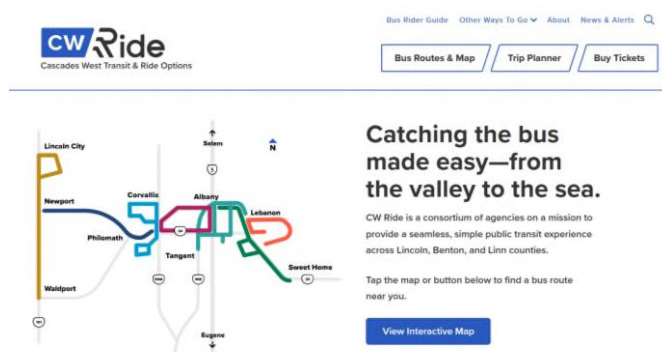 Bus Rider Guide Other Ways To Go About News & Alerts
CW Ride
Cascades West Transit & Ride Options
Bus Routes & Map Trip Planner Buy Tickets
Catching the bus
made easy—from
the valley to the sea.
CW Ride is a consortium of agencies on a mission to
provide a seamless, simple public transit experience
across Lincoln, Benton, and Linn counties.
Tap the map or button below to find a bus route
near you.
View Interactive Map
Lincoln City
Salem
N
5
Newport
Corvallis
Albany
Lebanon
Philomath
Tangent
Sweet Home
Waldport
Eugene